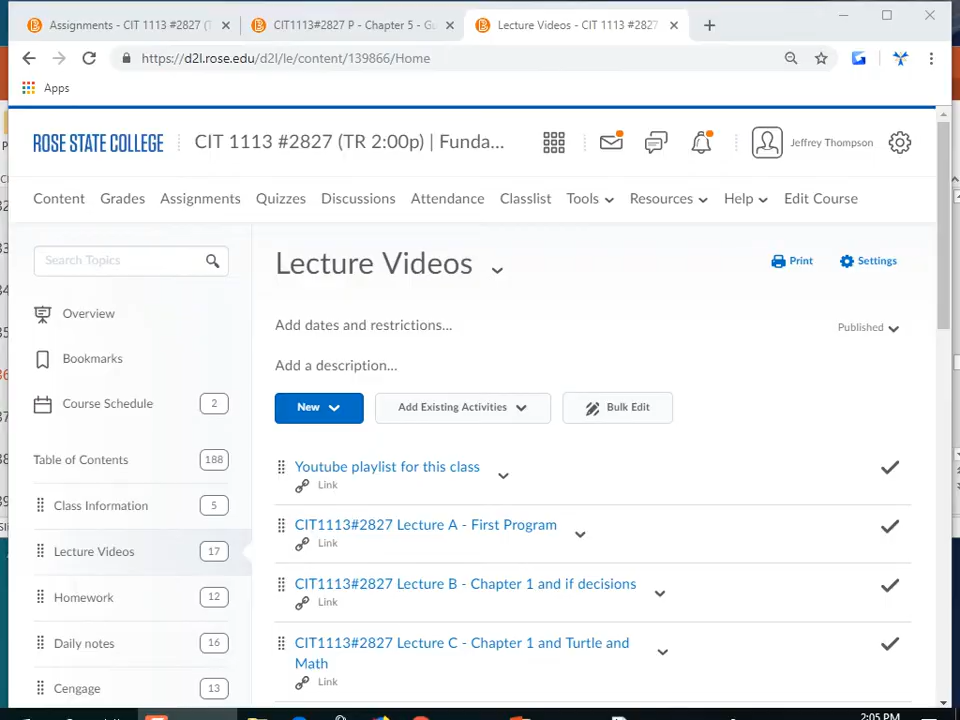 Assignments - CIT 1113 #2827 (T
CIT1113#2827 P - Chapter 5 - Go
Lecture Videos - CIT 1113 #2827
https://d2l.rose.edu/d2l/le/content/139866/Home
Apps
ROSE STATE COLLEGE
CIT 1113 #2827 (TR 2:00p) | Funda...
Jeffrey Thompson
Content Grades Assignments Quizzes Discussions Attendance Classlist Tools Resources Help Edit Course
Search Topics
Overview
Bookmarks
Course Schedule 2
Table of Contents 188
Class Information 5
Lecture Videos 17
Homework 12
Daily notes 16
Cengage 13
Lecture Videos
Print Settings
Add dates and restrictions...
Published
Add a description...
New Add Existing Activities Bulk Edit
Youtube playlist for this class
Link
CIT1113#2827 Lecture A - First Program
Link
CIT1113#2827 Lecture B - Chapter 1 and if decisions
Link
CIT1113#2827 Lecture C - Chapter 1 and Turtle and
Math
Link
2:05 PM